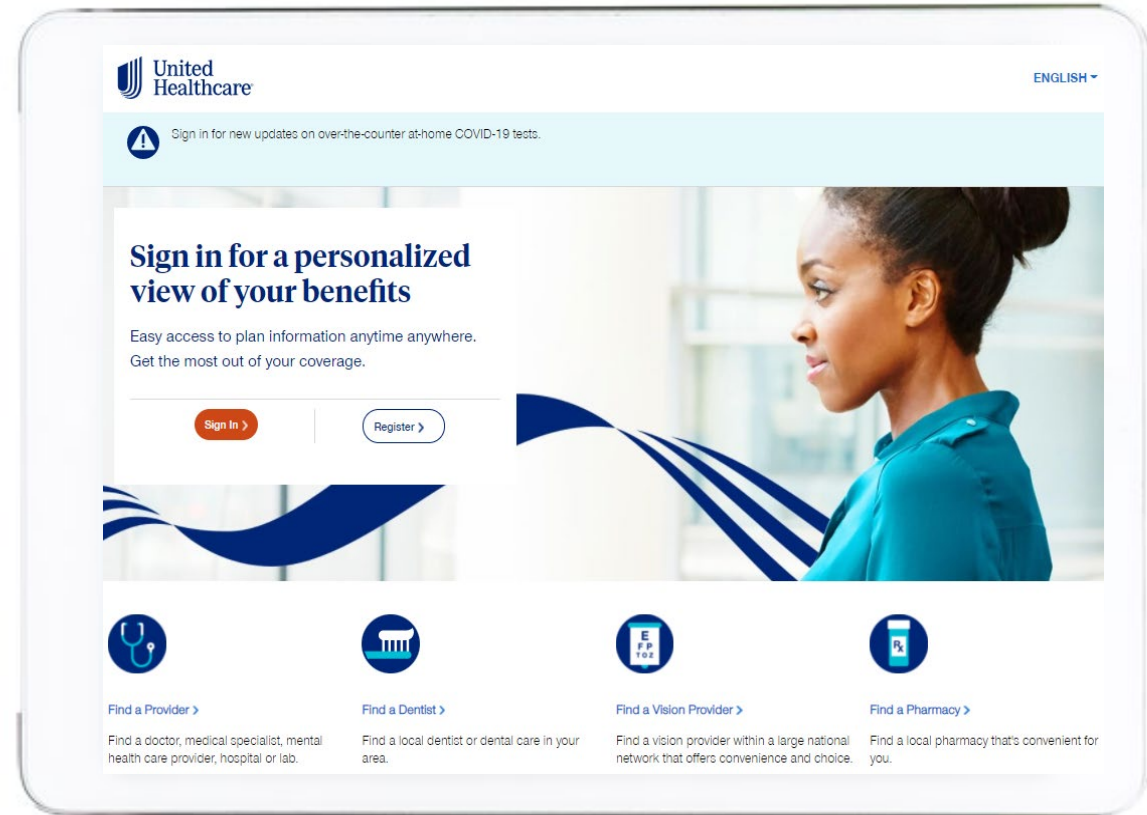 United
Healthcare
ENGLISH
Sign in for new updates on over-the-counter at-home COVID-19 tests.
Sign in for a personalized
view of your benefits
Easy access to plan information anytime anywhere.
Get the most out of your coverage.
Sign In
Register
E
F P
T O Z
Rx
Find a Provider
Find a Dentist
Find a Vision Provider
Find a Pharmacy
Find a doctor, medical specialist, mental
health care provider, hospital or lab.
Find a local dentist or dental care in your
area.
Find a vision provider within a large national
network that offers convenience and choice.
Find a local pharmacy that's convenient for
you.